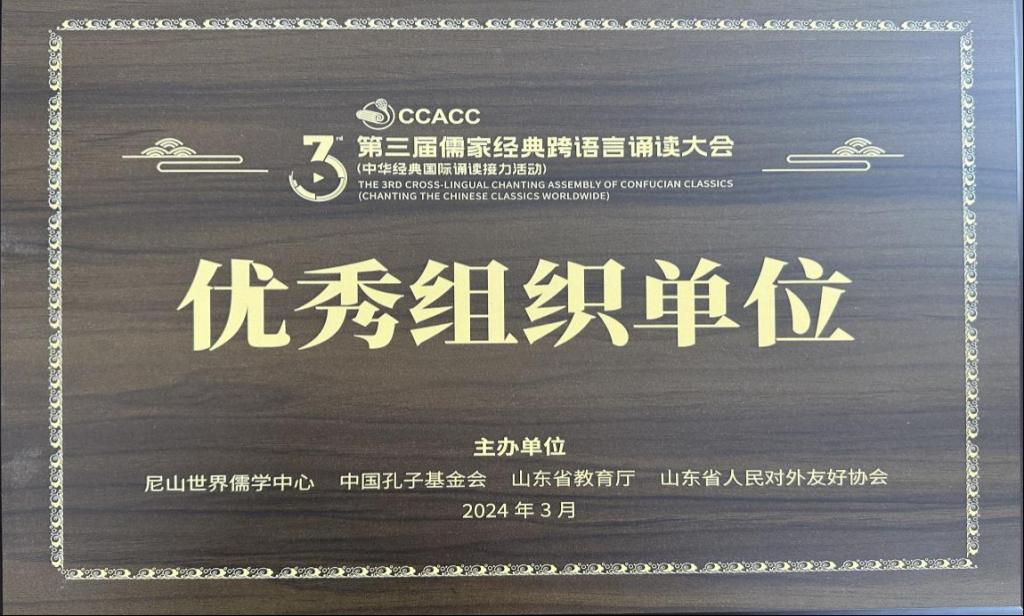 CCACC
3rd
第三届儒家经典跨语言诵读大会
(中华经典国际诵读接力活动)
THE 3RD CROSS-LINGUAL CHANTING ASSEMBLY OF CONFUCIAN CLASSICS
(CHANTING THE CHINESE CLASSICS WORLDWIDE)
优秀组织单位
主办单位
尼山世界儒学中心 中国孔子基金会 山东省教育厅 山东省人民对外友好协会
2024 年 3 月